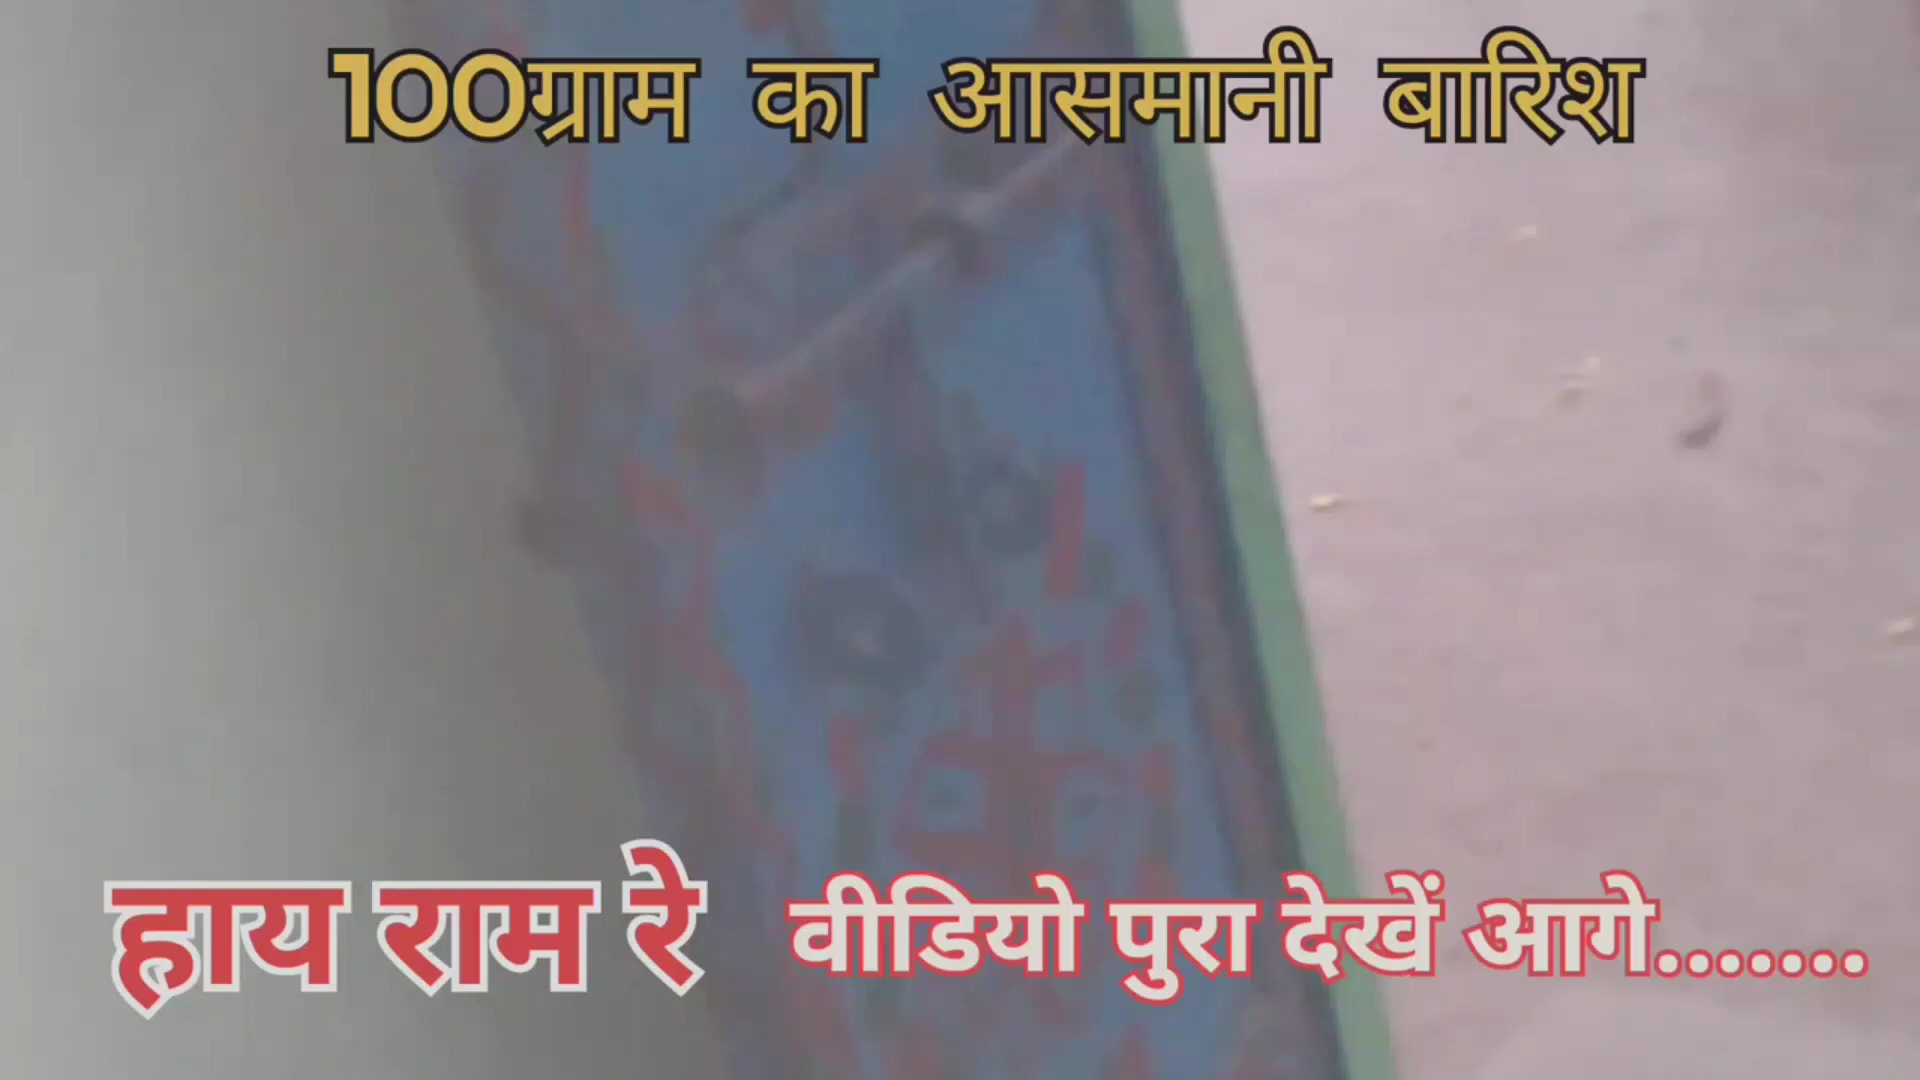 100ग्राम का आसमानी बारिश
हाय राम रे वीडियो पुरा देखें आगे.......